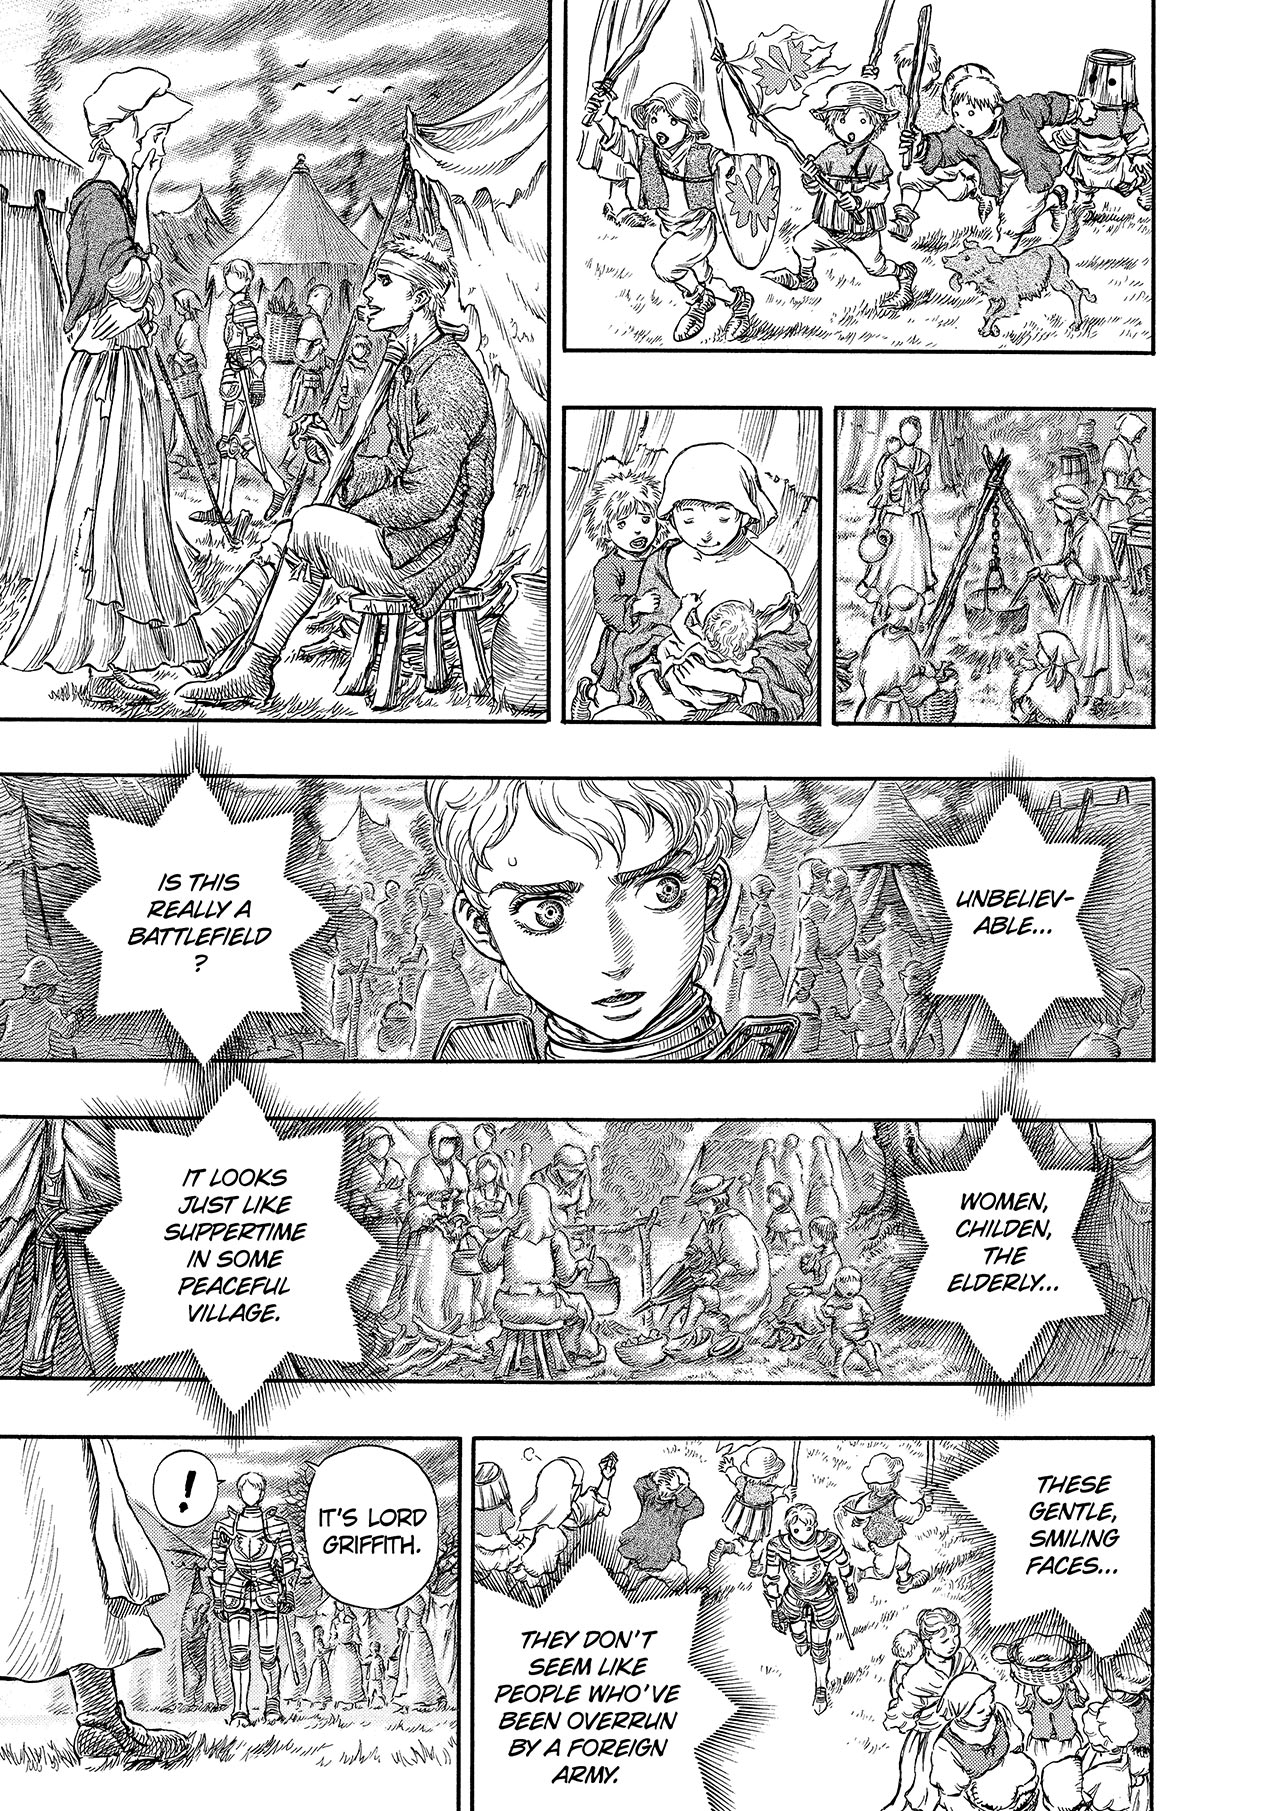 UNBELIEV-
ABLE...
IS THIS
REALLY A
BATTLEFIELD
?
WOMEN,
CHILDEN,
THE
ELDERLY...
IT LOOKS
JUST LIKE
SUPPERTIME
IN SOME
PEACEFUL
VILLAGE.
THESE
GENTLE,
SMILING
FACES...
THEY DON'T
SEEM LIKE
PEOPLE WHO'VE
BEEN OVERRUN
BY A FOREIGN
ARMY.
IT'S LORD
GRIFFITH.
!